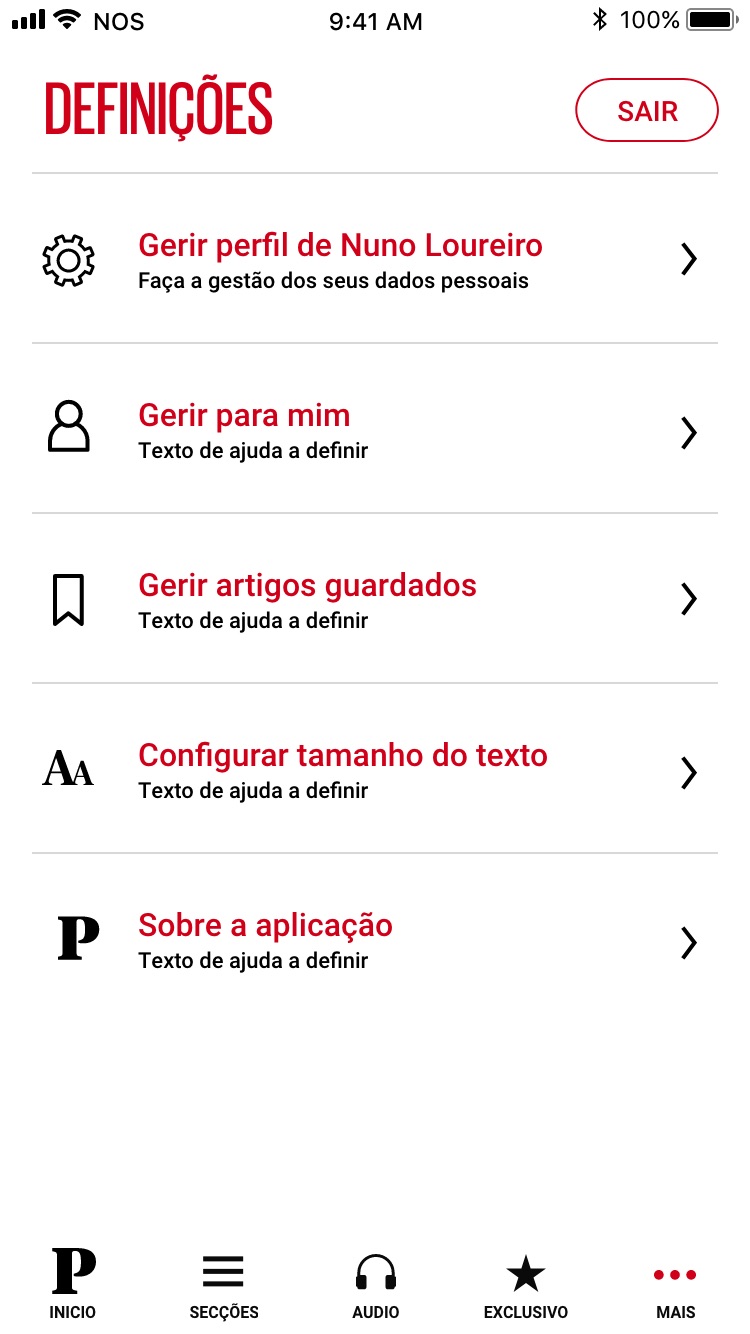 NOS 9:41 AM 100%
DEFINIÇÕES SAIR
Gerir perfil de Nuno Loureiro
Faça a gestão dos seus dados pessoais
Gerir para mim
Texto de ajuda a definir
Gerir artigos guardados
Texto de ajuda a definir
AA Configurar tamanho do texto
Texto de ajuda a definir
P Sobre a aplicação
Texto de ajuda a definir
P
INICIO SECÇÕES AUDIO EXCLUSIVO MAIS